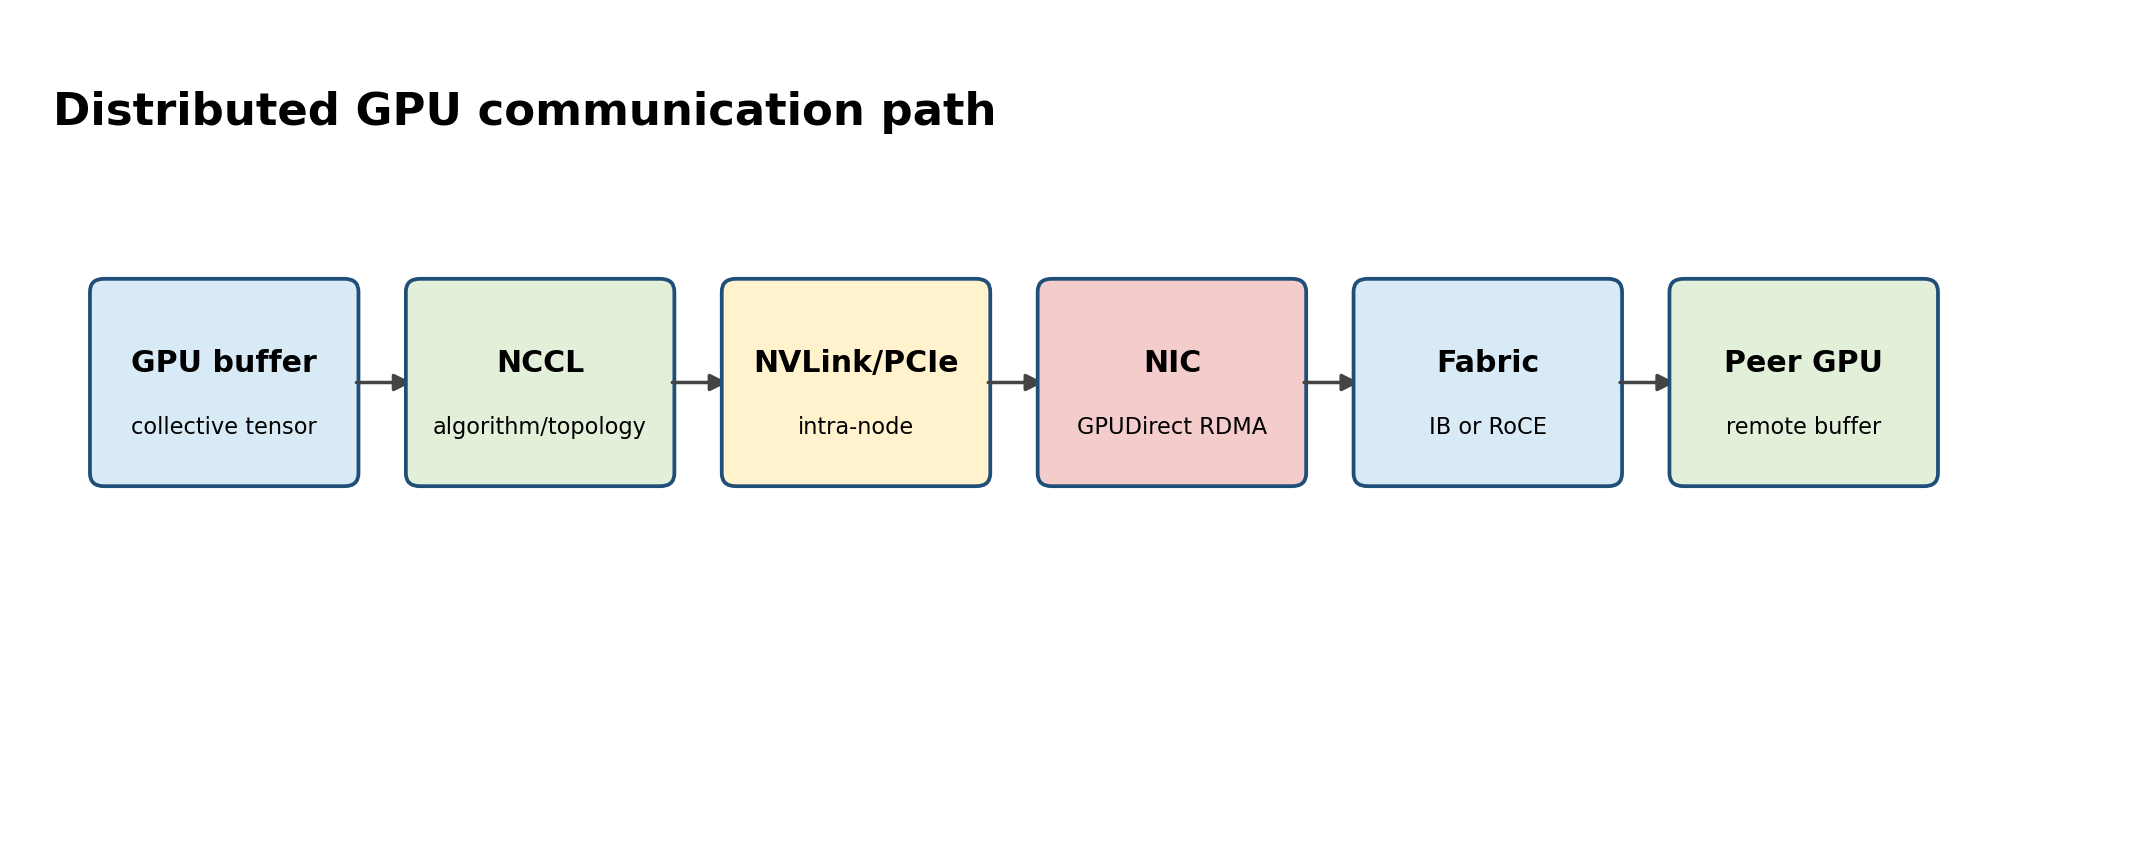 Distributed GPU communication path
GPU buffer
collective tensor
NCCL
algorithm/topology
NVLink/PCIe
intra-node
NIC
GPUDirect RDMA
Fabric
IB or RoCE
Peer GPU
remote buffer